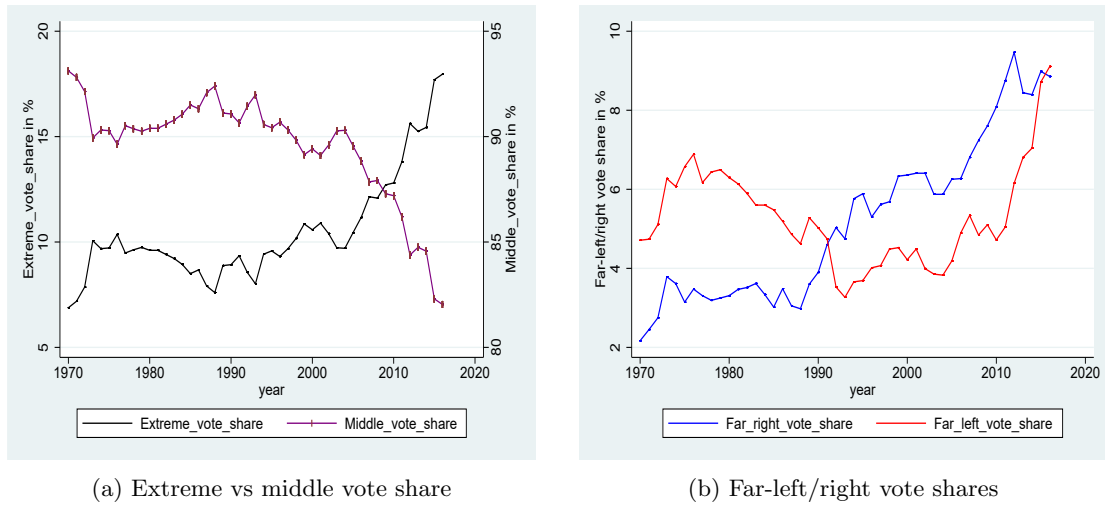 Extreme_vote_share in %
20
15
10
5
Middle_vote_share in %
95
90
85
80
1970 1980 1990 2000 2010 2020
year
Extreme_vote_share Middle_vote_share
(a) Extreme vs middle vote share
Far-left/right vote share in %
10
8
6
4
2
1970 1980 1990 2000 2010 2020
year
Far_right_vote_share Far_left_vote_share
(b) Far-left/right vote shares